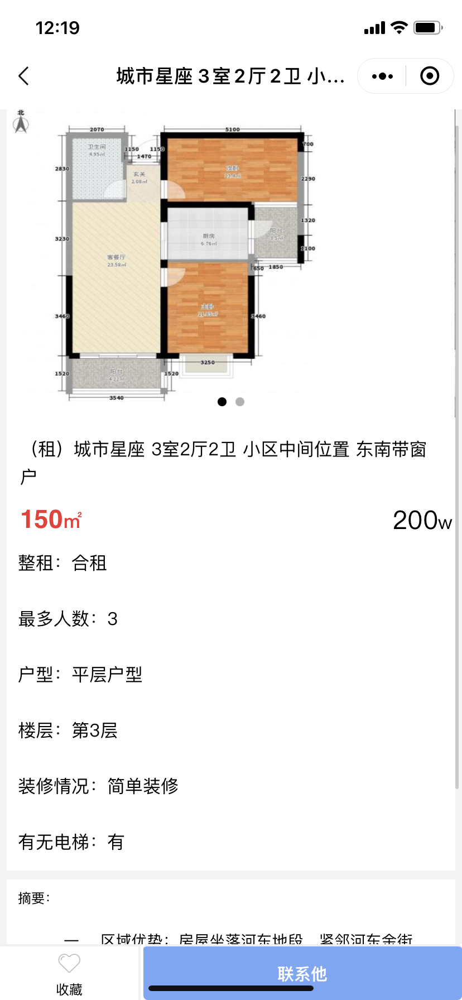 12:19
城市星座 3室2厅2卫 小...
北
2070
5100
卫生间
4.95㎡
1150
1150
1470
700
2830
玄关
2.08㎡
次卧
13.4㎡
2290
1320
厨房
6.76㎡
阳台
3.5㎡
3230
1100
客餐厅
23.58㎡
650
1850
主卧
11.85㎡
3460
3460
3250
阳台
4.22㎡
1520
1520
3540
（租）城市星座 3室2厅2卫 小区中间位置 东南带窗
户
150㎡
200w
整租：合租
最多人数：3
户型：平层户型
楼层：第3层
装修情况：简单装修
有无电梯：有
摘要：
一 区域优势：房屋坐落河东地段 紧邻河东金街
收藏
联系他